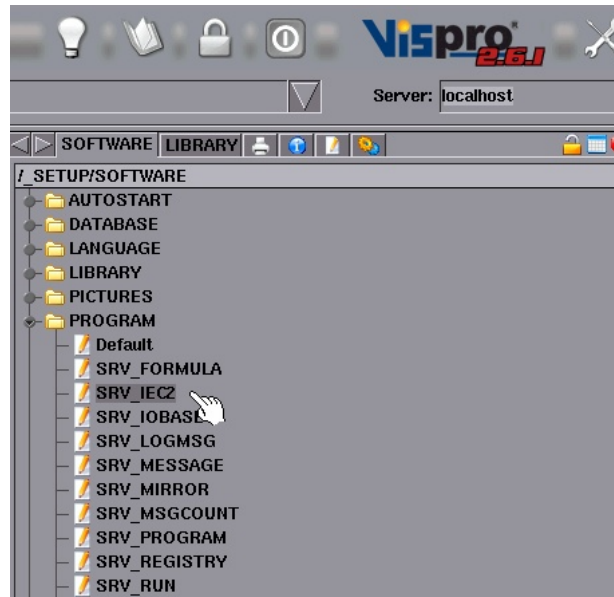 Vispro
2.6.1
Server: localhost
SOFTWARE LIBRARY
/_SETUP/SOFTWARE
AUTOSTART
DATABASE
LANGUAGE
LIBRARY
PICTURES
PROGRAM
Default
SRV_FORMULA
SRV_IEC2
SRV_IOBASE
SRV_LOGMSG
SRV_MESSAGE
SRV_MIRROR
SRV_MSGCOUNT
SRV_PROGRAM
SRV_REGISTRY
SRV_RUN